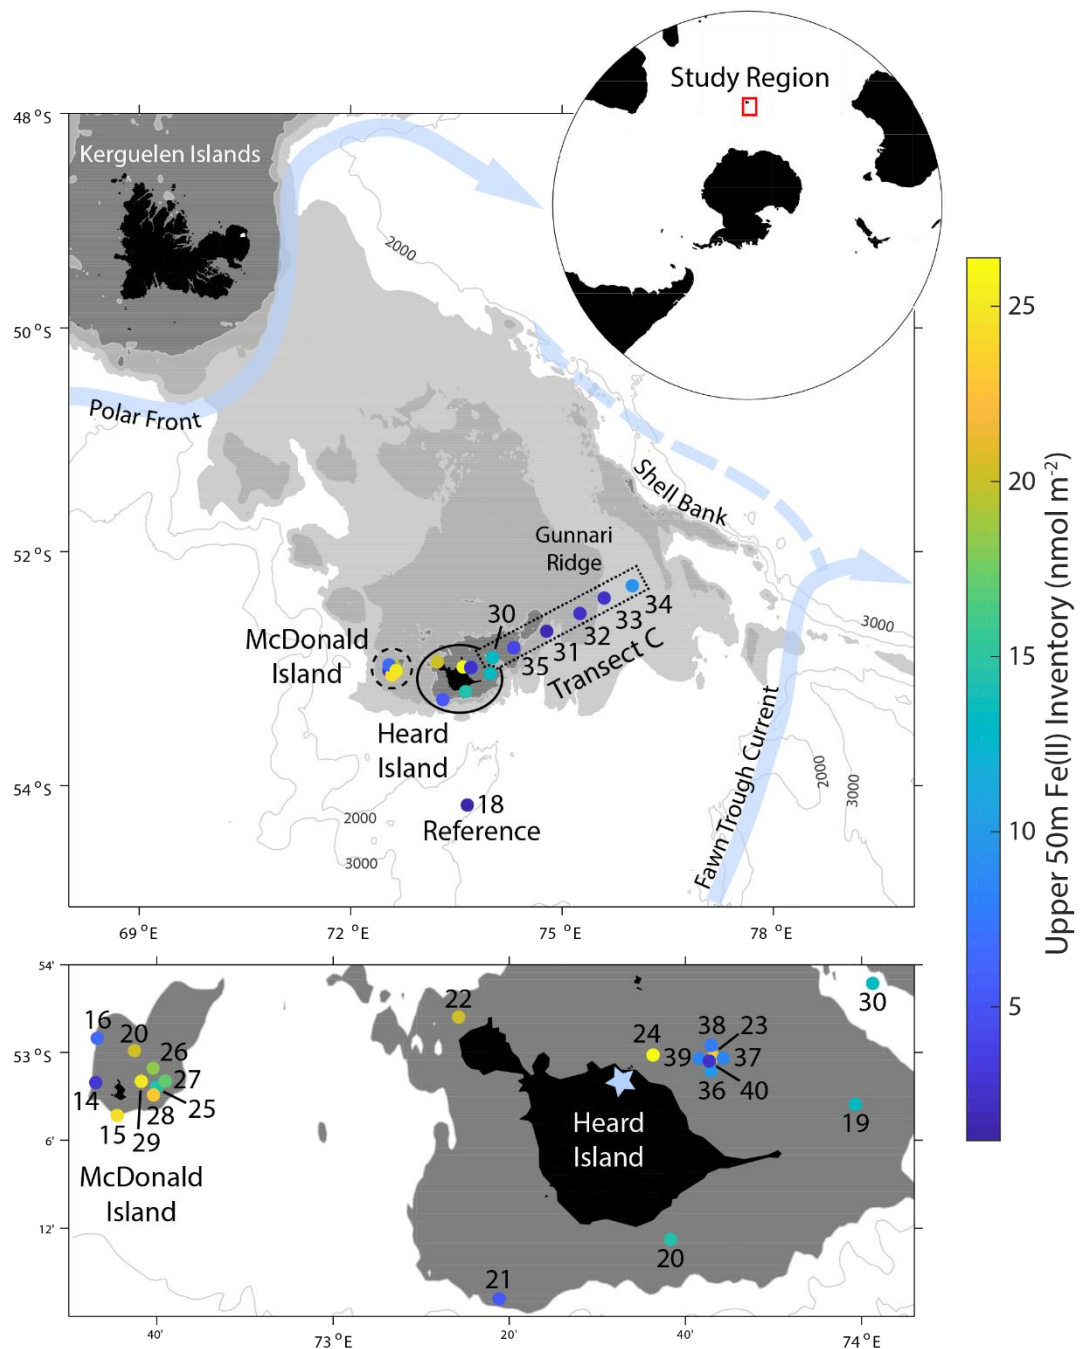 Study Region
48 °S
Kerguelen Islands
2000
50 °S
Polar Front
25
Shell Bank
20
Gunnari
Ridge
52 °S
30
34
33
32
31
35
3000
McDonald
Island
Transect C
15
Heard
Island
18
Reference
54 °S
2000
3000
2000
3000
Fawn Trough Current
10
Upper 50m Fe(II) Inventory (nmol m⁻²)
5
69 °E
72 °E
75 °E
78 °E
54'
22
30
16
20
38
23
24
39
37
53 °S
26
27
14
40
36
25
28
15
29
19
Heard
Island
6'
McDonald
Island
12'
20
21
40'
73 °E
20'
40'
74 °E